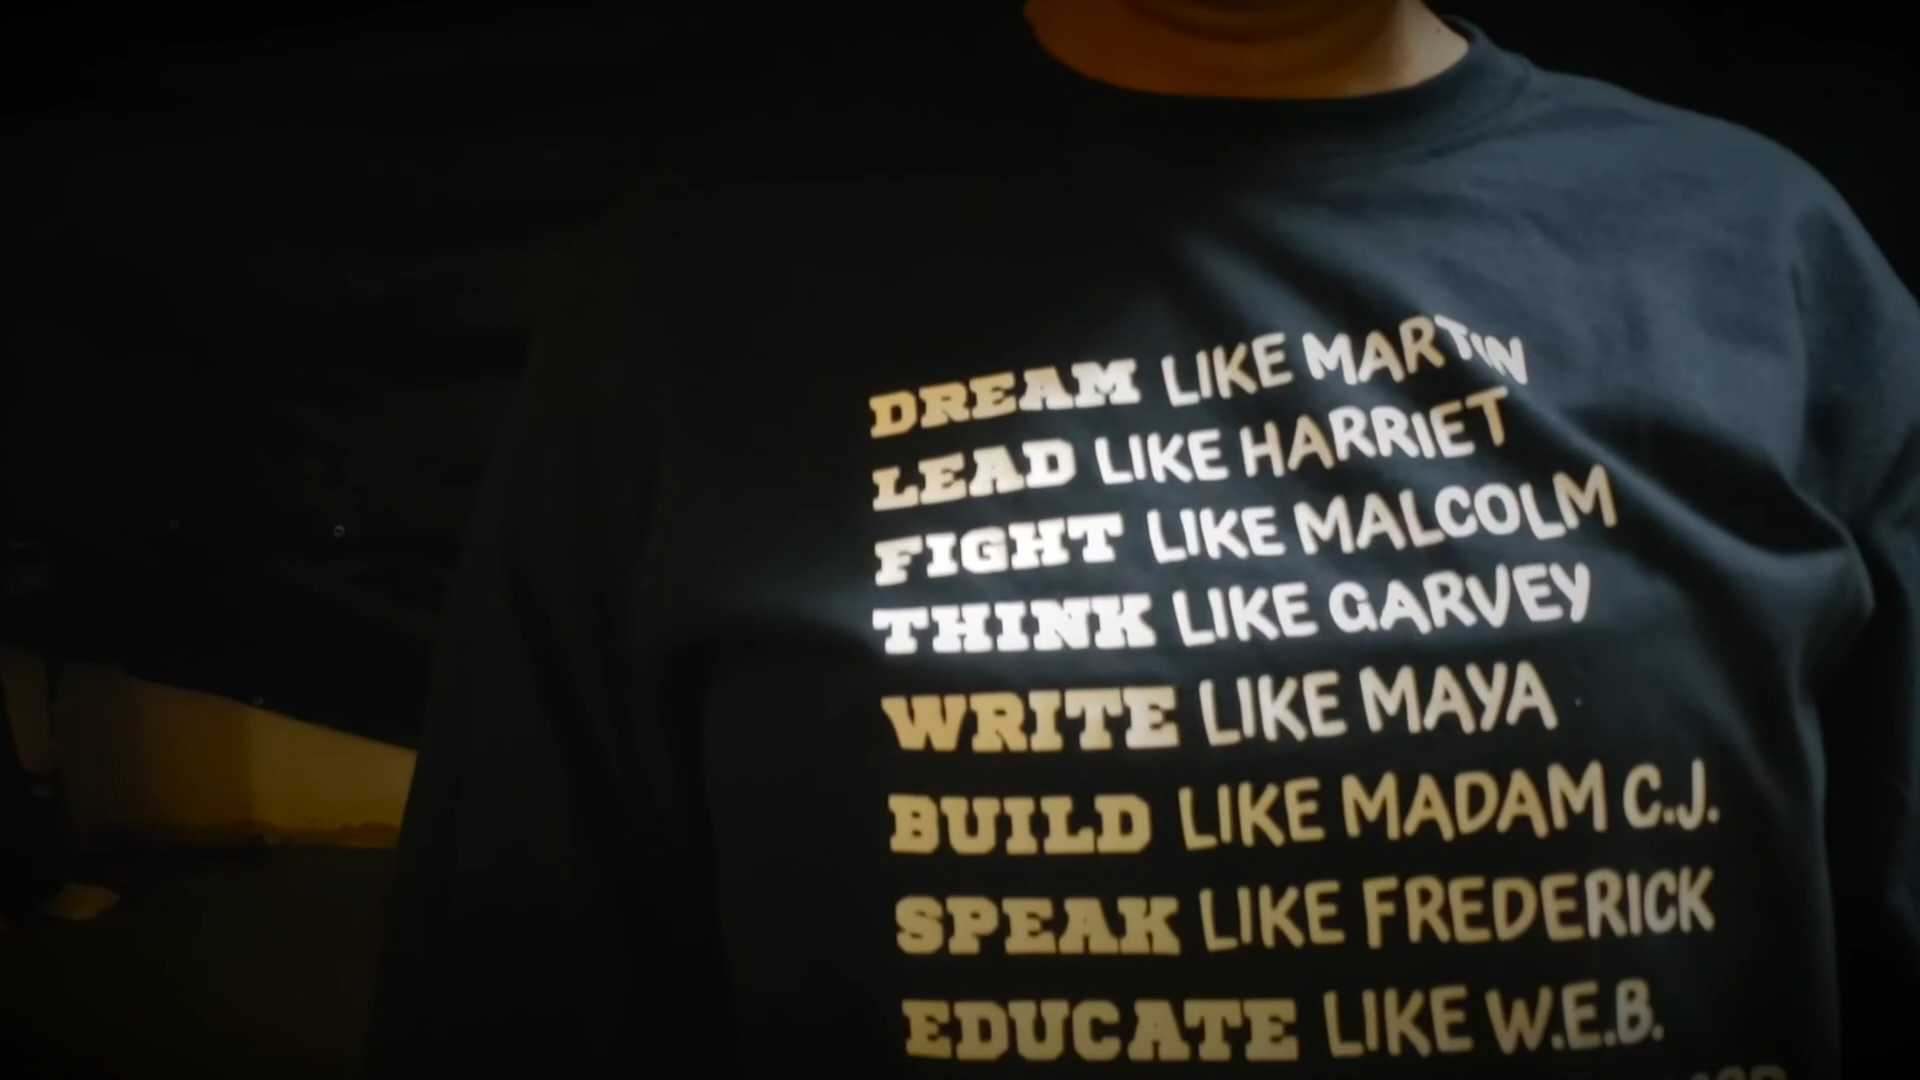 DREAM LIKE MARTIN
LEAD LIKE HARRIET
FIGHT LIKE MALCOLM
THINK LIKE GARVEY
WRITE LIKE MAYA
BUILD LIKE MADAM C.J.
SPEAK LIKE FREDERICK
EDUCATE LIKE W.E.B.